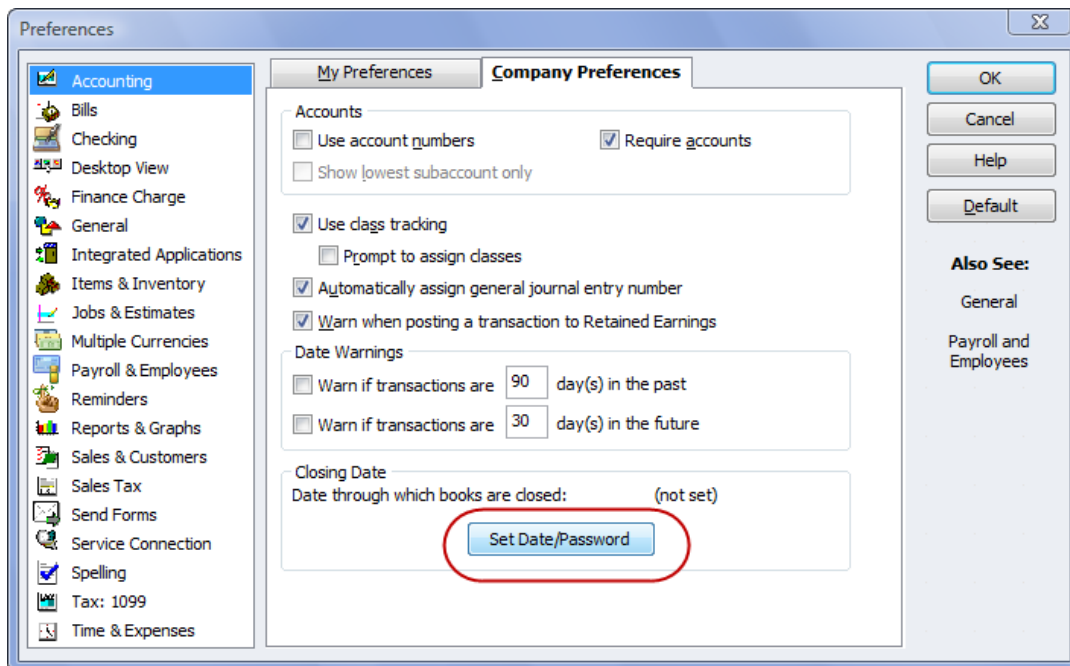 Preferences
Accounting
Bills
Checking
Desktop View
Finance Charge
General
Integrated Applications
Items & Inventory
Jobs & Estimates
Multiple Currencies
Payroll & Employees
Reminders
Reports & Graphs
Sales & Customers
Sales Tax
Send Forms
Service Connection
Spelling
Tax: 1099
Time & Expenses
My Preferences
Company Preferences
Accounts
Use account numbers
Require accounts
Show lowest subaccount only
Use class tracking
Prompt to assign classes
Automatically assign general journal entry number
Warn when posting a transaction to Retained Earnings
Date Warnings
Warn if transactions are 90 day(s) in the past
Warn if transactions are 30 day(s) in the future
Closing Date
Date through which books are closed: (not set)
Set Date/Password
OK
Cancel
Help
Default
Also See:
General
Payroll and
Employees